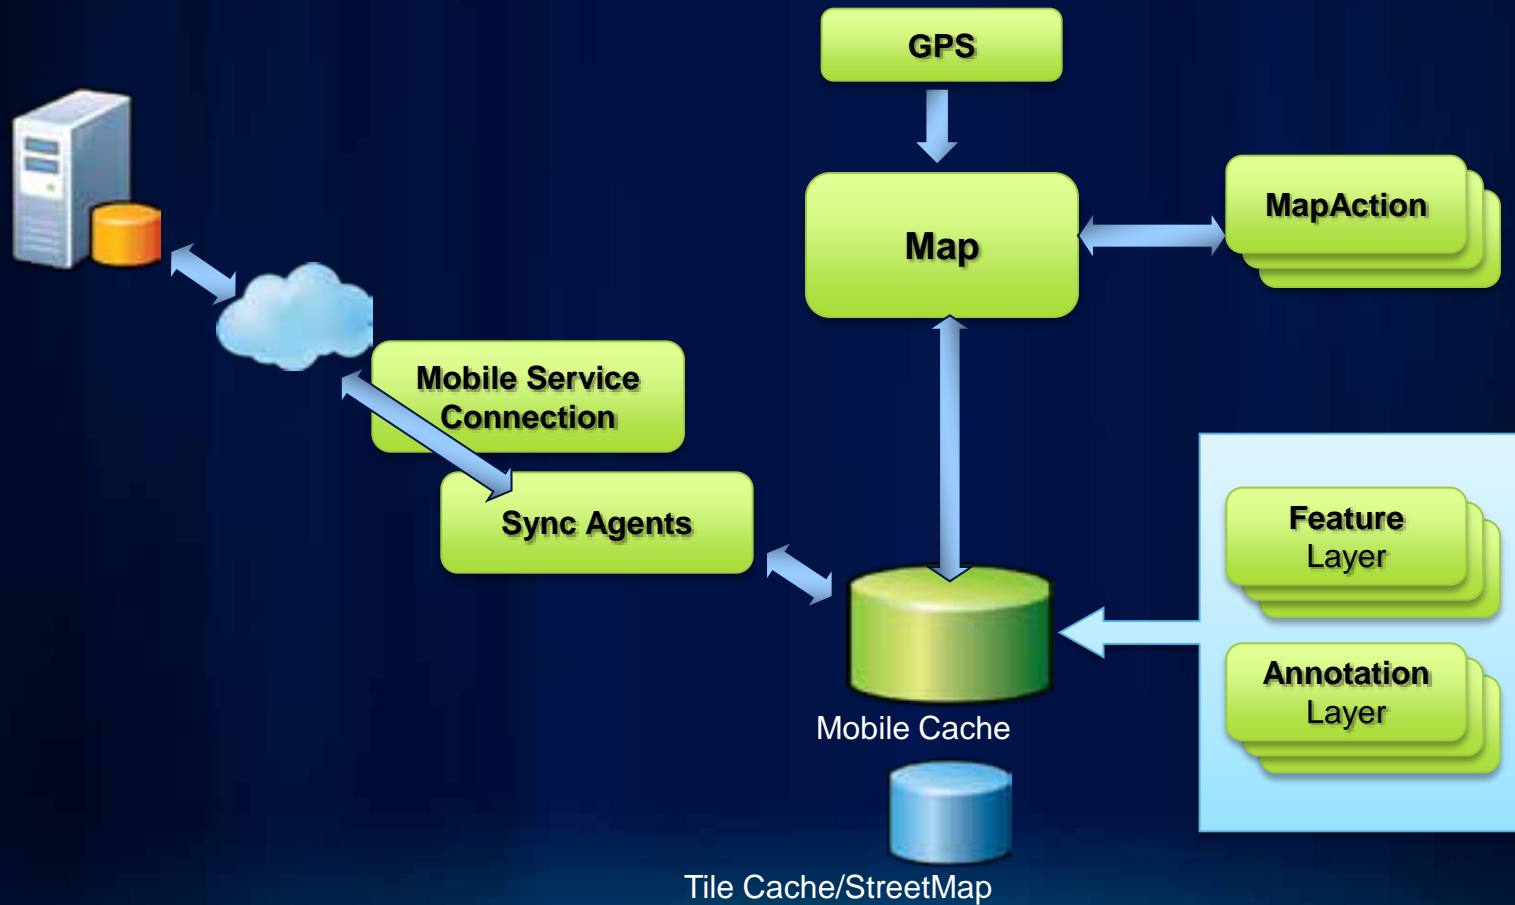 GPS
Map
MapAction
Mobile Service
Connection
Sync Agents
Feature
Layer
Annotation
Layer
Mobile Cache
Tile Cache/StreetMap